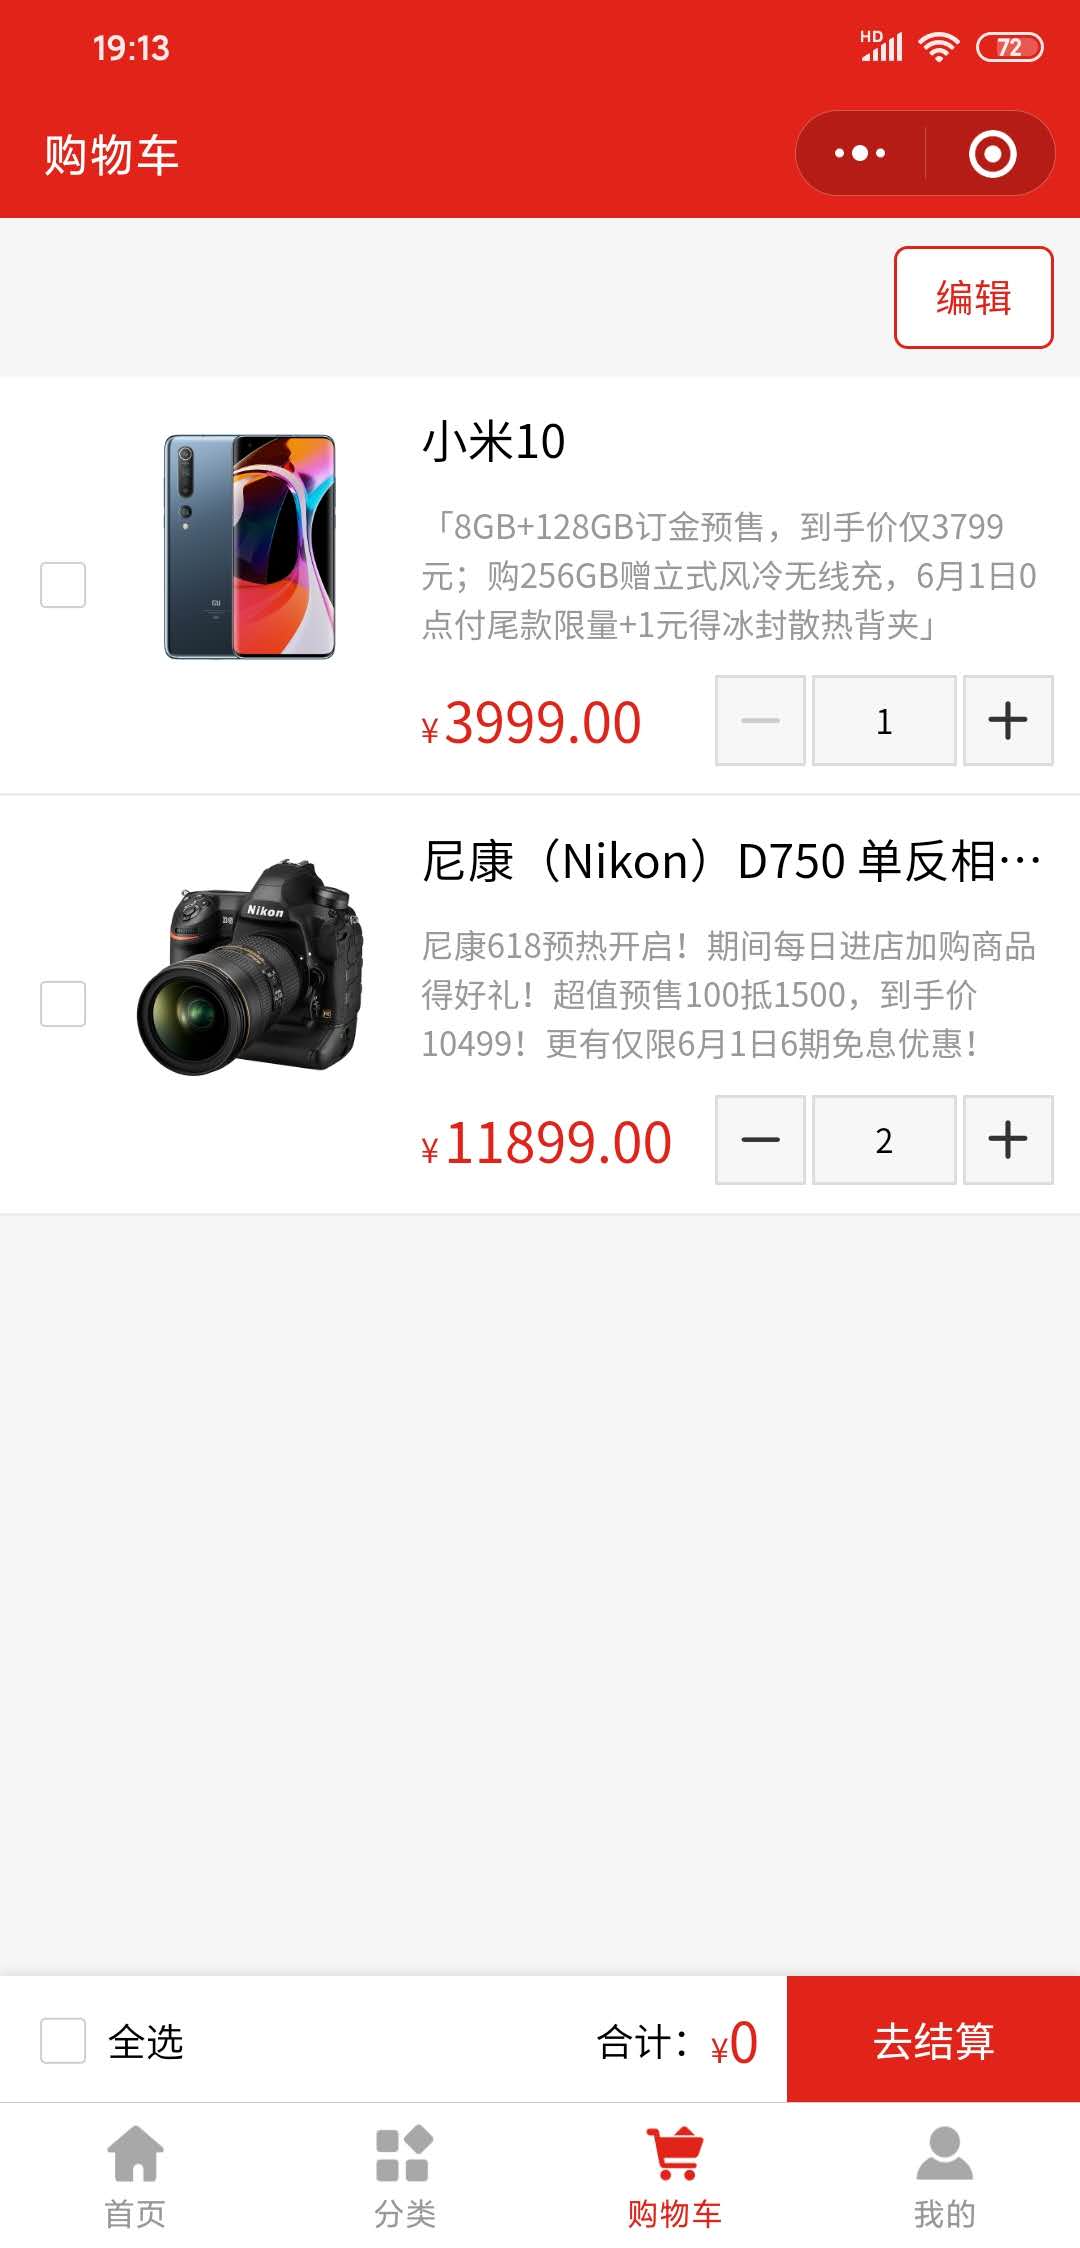 19:13
HD
72
购物车
编辑
小米10
「8GB+128GB订金预售，到手价仅3799
元；购256GB赠立式风冷无线充，6月1日0
点付尾款限量+1元得冰封散热背夹」
¥3999.00
1
尼康（Nikon）D750 单反相…
Nikon
尼康618预热开启！期间每日进店加购商品
得好礼！超值预售100抵1500，到手价
10499！更有仅限6月1日6期免息优惠！
¥11899.00
2
全选
合计：¥0
去结算
首页
分类
购物车
我的